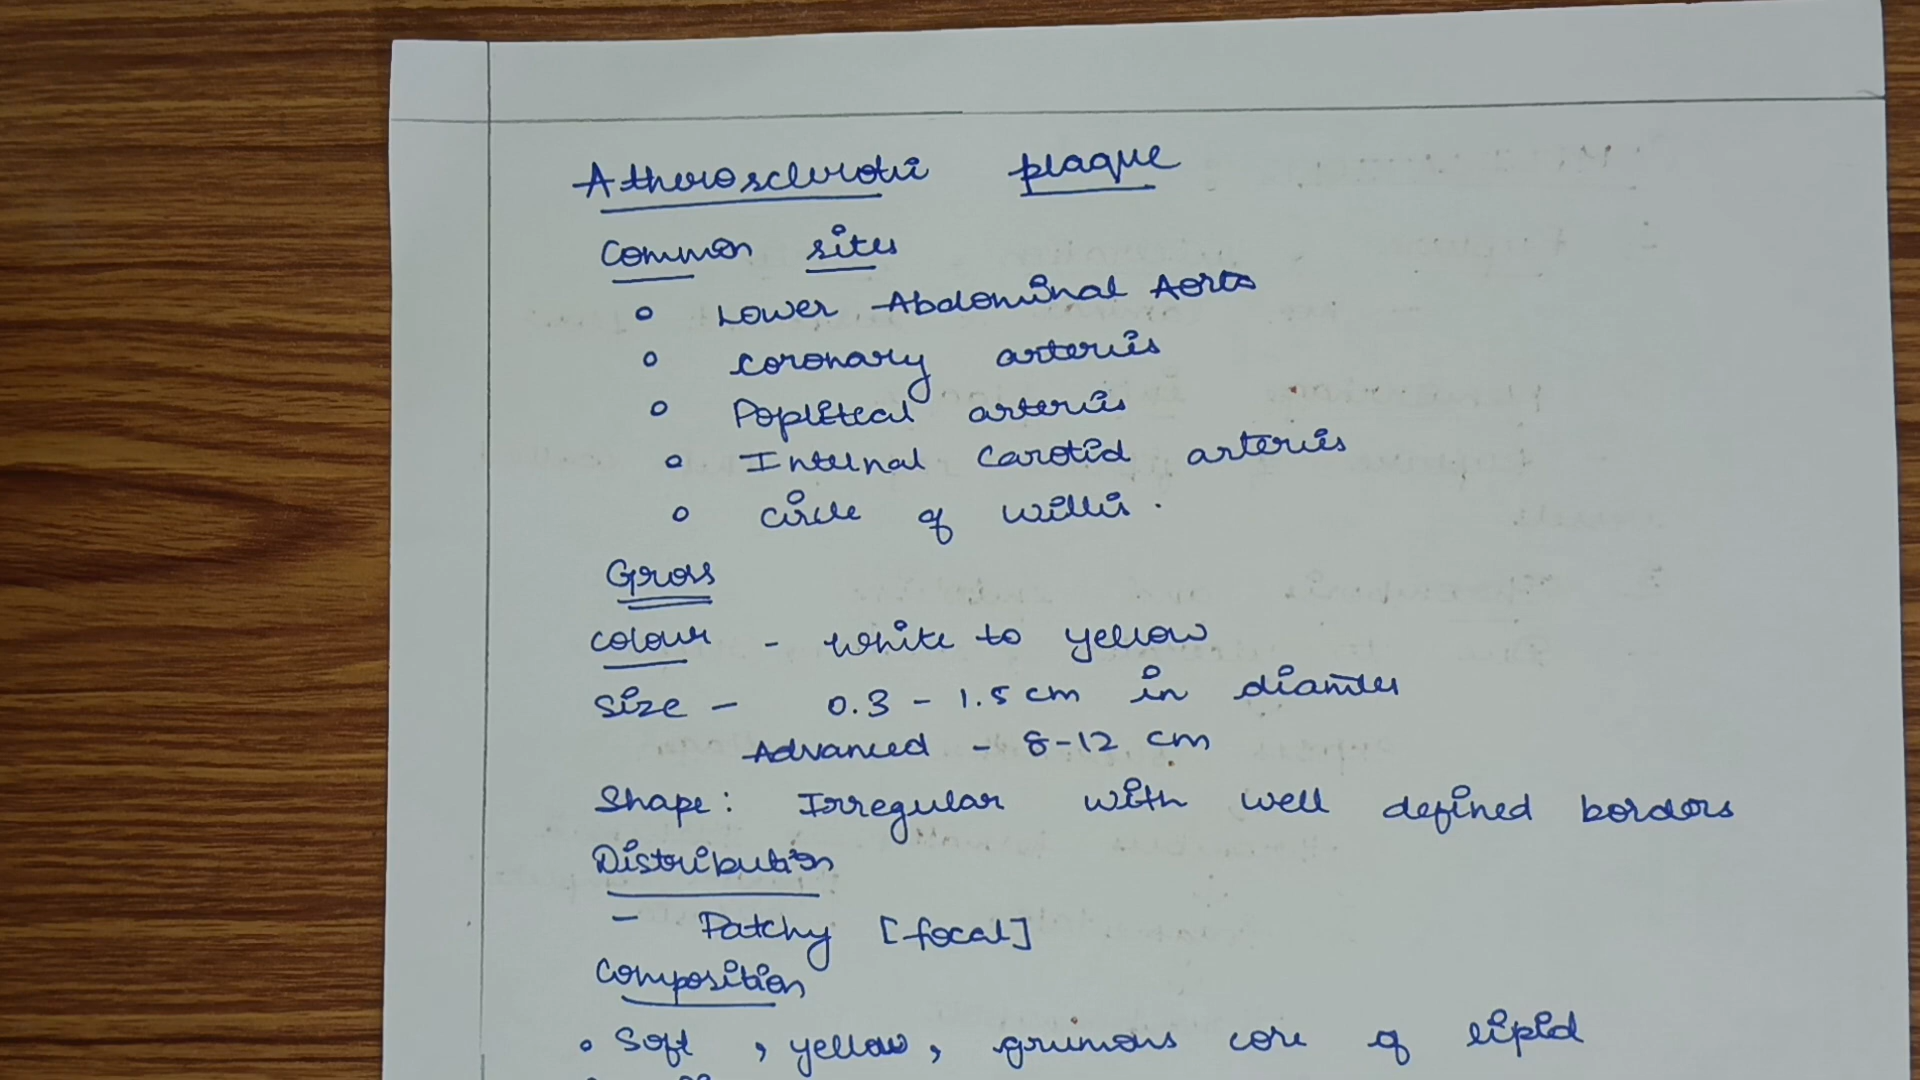 Atherosclerotic plaque
Common sites
o Lower Abdominal Aorta
o coronary arteries
o Popliteal arteries
o Internal Carotid arteries
o Circle of willis.
Gross
colour - white to yellow
Size - 0.3 - 1.5 cm in diameter
Advanced - 8-12 cm
Shape: Irregular with well defined borders
Distribution
- Patchy [focal]
Composition
• Soft, yellow, grumous core of lipid